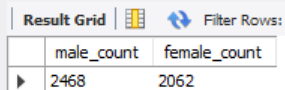 Result Grid Filter Rows:
male_count female_count
2468 2062